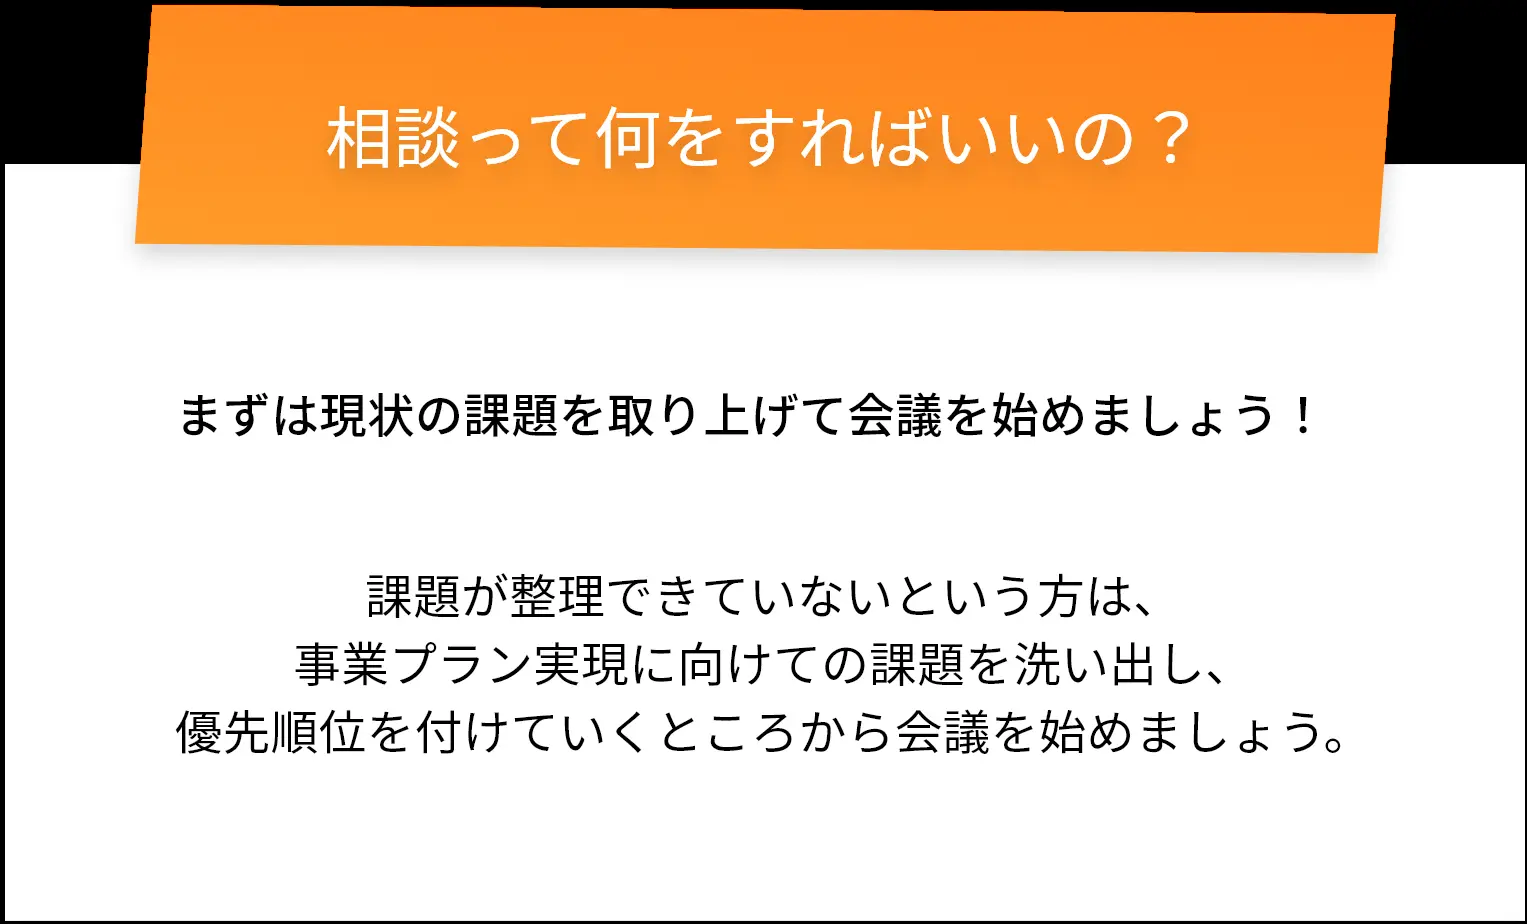 相談って何をすればいいの？
まずは現状の課題を取り上げて会議を始めましょう！
課題が整理できていないという方は、
事業プラン実現に向けての課題を洗い出し、
優先順位を付けていくところから会議を始めましょう。